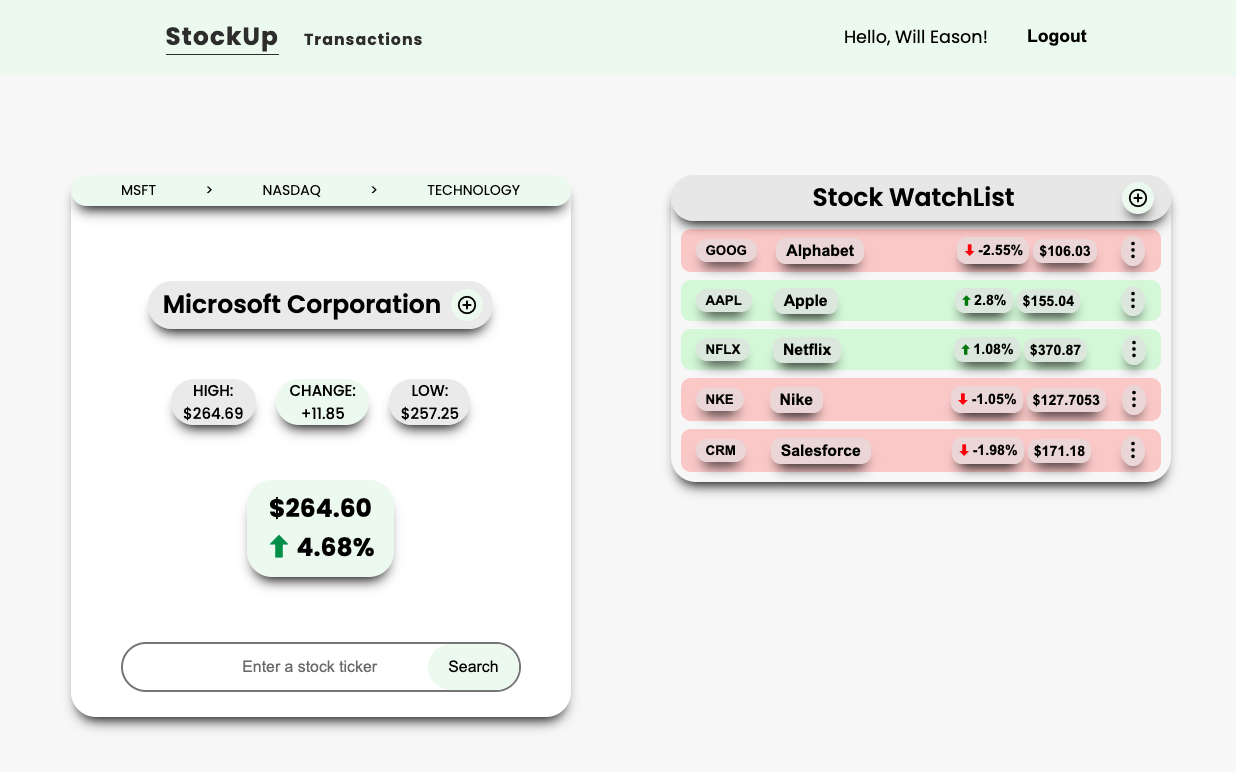 StockUp Transactions Hello, Will Eason! Logout
MSFT > NASDAQ > TECHNOLOGY
Microsoft Corporation
HIGH: CHANGE: LOW:
$264.69 +11.85 $257.25
$264.60
4.68%
Enter a stock ticker Search
Stock WatchList
GOOG Alphabet -2.55% $106.03
AAPL Apple 2.8% $155.04
NFLX Netflix 1.08% $370.87
NKE Nike -1.05% $127.7053
CRM Salesforce -1.98% $171.18